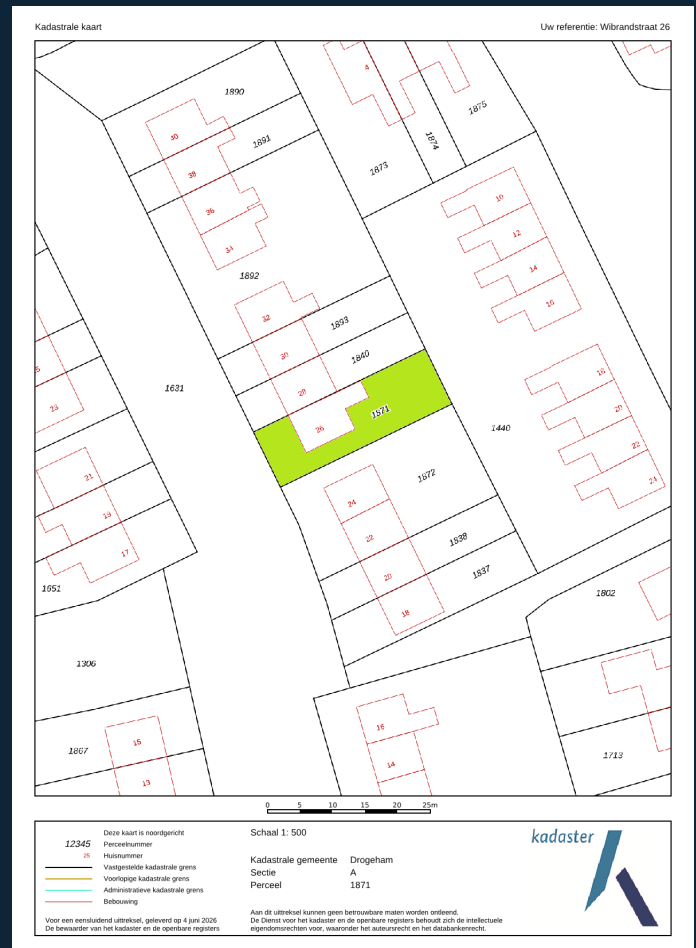 Kadastrale kaart
Uw referentie: Wibrandstraat 26
1890
4
1875
40
1891
1874
38
1873
36
10
34
12
1892
14
16
32
1893
30
1840
28
1631
1871
26
18
20
1440
22
24
23
21
19
17
1872
24
22
1838
20
1837
18
1651
1802
1306
16
15
1867
14
1713
13
0 5 10 15 20 25m
Deze kaart is noordgericht
12345 Perceelnummer
25 Huisnummer
Vastgestelde kadastrale grens
Voorlopige kadastrale grens
Administratieve kadastrale grens
Bebouwing
Voor een eensluidend uittreksel, geleverd op 4 juni 2026
De bewaarder van het kadaster en de openbare registers
Schaal 1: 500
Kadastrale gemeente Drogeham
Sectie A
Perceel 1871
Aan dit uittreksel kunnen geen betrouwbare maten worden ontleend.
De Dienst voor het kadaster en de openbare registers behoudt zich de intellectuele
eigendomsrechten voor, waaronder het auteursrecht en het databankenrecht.
kadaster